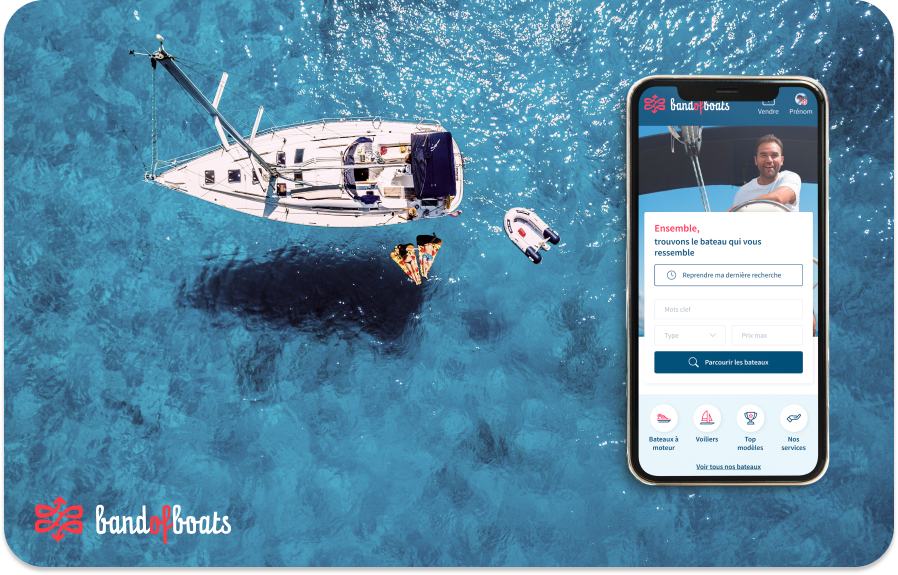 bandofboats
Vendre
Prénom
Ensemble,
trouvons le bateau qui vous
ressemble
Reprendre ma dernière recherche
Mots clef
Type
Prix max
Parcourir les bateaux
Bateaux à
moteur
Voiliers
Top
modèles
Nos
services
Voir tous nos bateaux
bandofboats